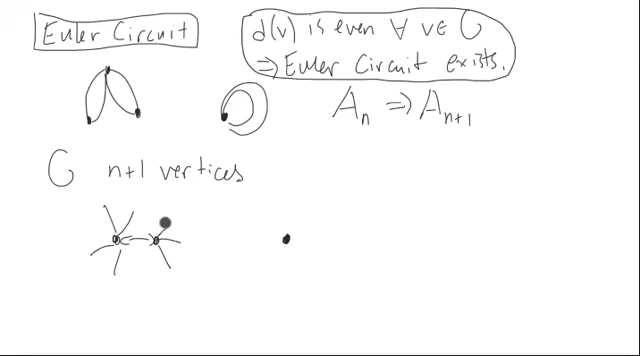 Euler Circuit
d(v) is even ∀ v∈ G
⇒ Euler Circuit exists.
Aₙ ⇒ Aₙ₊₁
G n+1 vertices